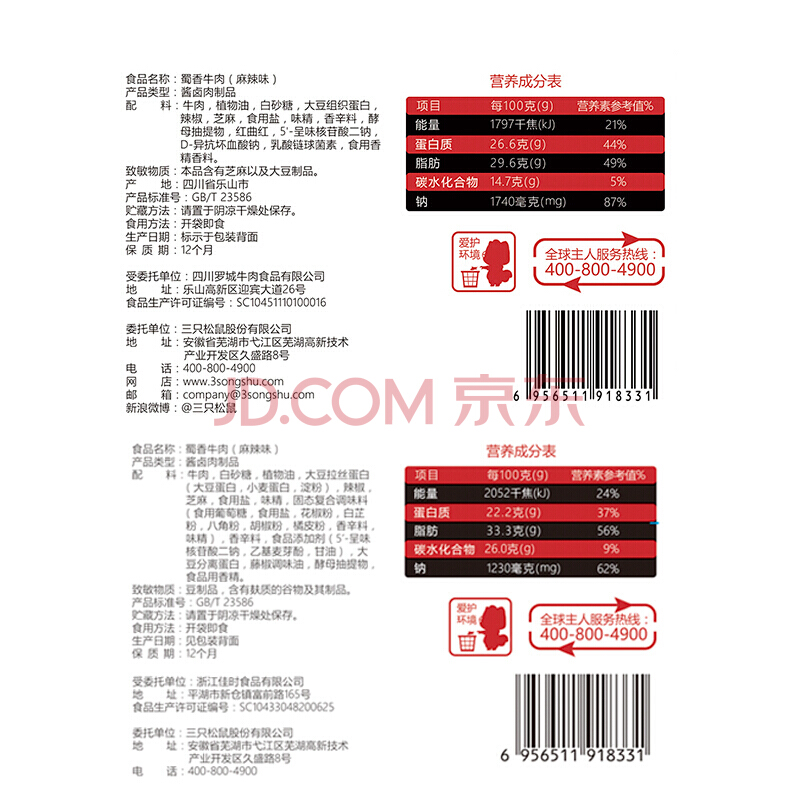 食品名称：蜀香牛肉（麻辣味）
产品类型：酱卤肉制品
配 料：牛肉，植物油，白砂糖，大豆组织蛋白，
辣椒，芝麻，食用盐，味精，香辛料，酵
母抽提物，红曲红，5'-呈味核苷酸二钠，
D-异抗坏血酸钠，乳酸链球菌素，食用香
精香料。
致敏物质：本品含有芝麻以及大豆制品。
产 地：四川省乐山市
产品标准号：GB/T 23586
贮藏方法：请置于阴凉干燥处保存。
食用方法：开袋即食
生产日期：标示于包装背面
保 质 期：12个月
受委托单位：四川罗城牛肉食品有限公司
地 址：乐山高新区迎宾大道26号
食品生产许可证编号：SC10451110100016
委托单位：三只松鼠股份有限公司
地 址：安徽省芜湖市弋江区芜湖高新技术
产业开发区久盛路8号
电 话：400-800-4900
网 店：www.3songshu.com
邮 箱：company@3songshu.com
新浪微博：@三只松鼠
营养成分表
项目 每100克(g) 营养素参考值%
能量 1797千焦(kJ) 21%
蛋白质 26.6克(g) 44%
脂肪 29.6克(g) 49%
碳水化合物 14.7克(g) 5%
钠 1740毫克(mg) 87%
爱护
环境
全球主人服务热线：
400-800-4900
6 956511 918331
JD.COM 京东
食品名称：蜀香牛肉（麻辣味）
产品类型：酱卤肉制品
配 料：牛肉，白砂糖，植物油，大豆拉丝蛋白
（大豆蛋白，小麦蛋白，淀粉），辣椒，
芝麻，食用盐，味精，固态复合调味料
（食用葡萄糖，食用盐，花椒粉，白芷
粉，八角粉，胡椒粉，橘皮粉，香辛料，
味精），香辛料，食品添加剂（5'-呈味
核苷酸二钠，乙基麦芽酚，甘油），大
豆分离蛋白，藤椒调味油，酵母抽提物，
食品用香精。
致敏物质：豆制品，含有麸质的谷物及其制品。
产品标准号：GB/T 23586
贮藏方法：请置于阴凉干燥处保存。
食用方法：开袋即食
生产日期：见包装背面
保 质 期：12个月
受委托单位：浙江佳时食品有限公司
地 址：平湖市新仓镇富前路165号
食品生产许可证编号：SC10433048200625
委托单位：三只松鼠股份有限公司
地 址：安徽省芜湖市弋江区芜湖高新技术
产业开发区久盛路8号
电 话：400-800-4900
营养成分表
项目 每100克(g) 营养素参考值%
能量 2052千焦(kJ) 24%
蛋白质 22.2克(g) 37%
脂肪 33.3克(g) 56%
碳水化合物 26.0克(g) 9%
钠 1230毫克(mg) 62%
爱护
环境
全球主人服务热线：
400-800-4900
6 956511 918331